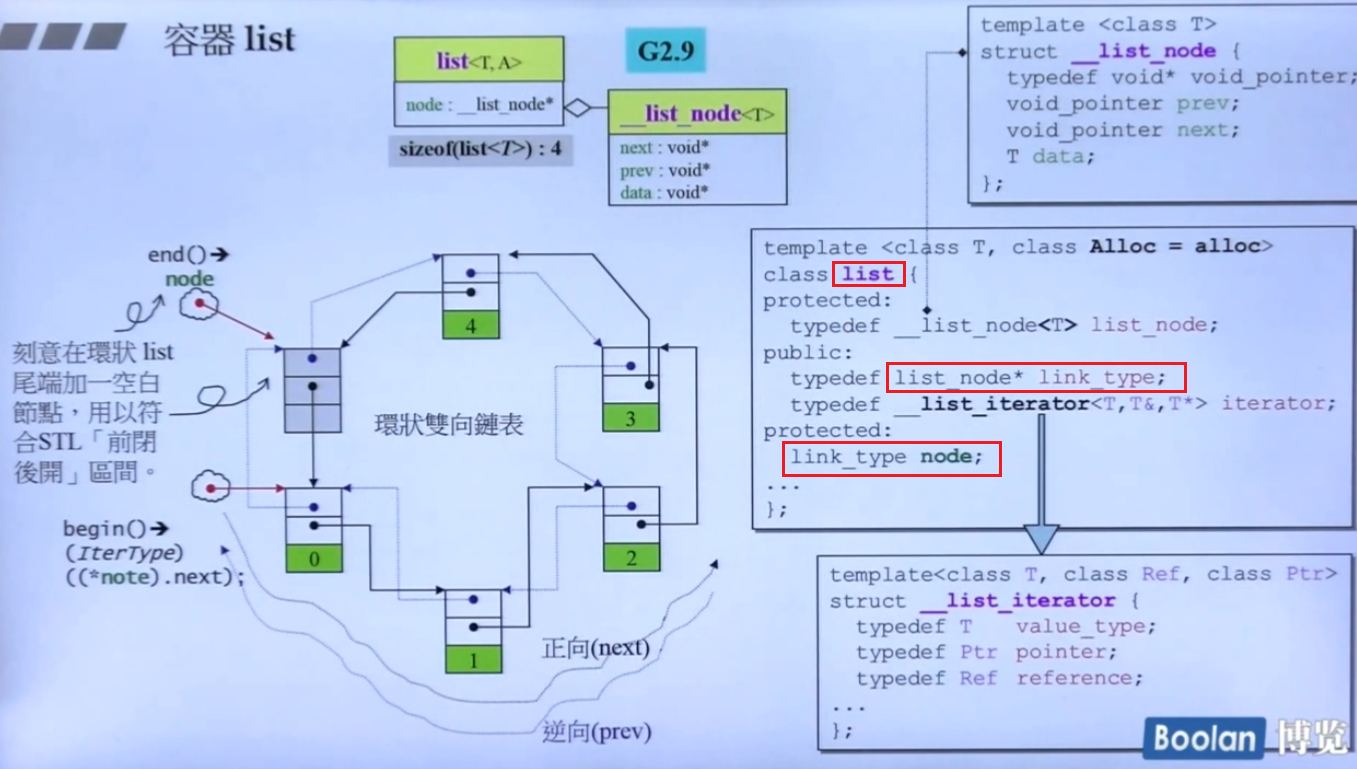 容器 list
G2.9
list<T, A>
node : __list_node*
sizeof(list<T>) : 4
__list_node<T>
next : void*
prev : void*
data : void*
template <class T>
struct __list_node {
typedef void* void_pointer;
void_pointer prev;
void_pointer next;
T data;
};
end()→
node
刻意在環狀 list
尾端加一空白
節點，用以符
合STL「前閉
後開」區間。
begin()→
(IterType)
((*note).next);
4
3
2
1
0
環狀雙向鏈表
正向(next)
逆向(prev)
template <class T, class Alloc = alloc>
class list {
protected:
typedef __list_node<T> list_node;
public:
typedef list_node* link_type;
typedef __list_iterator<T,T&,T*> iterator;
protected:
link_type node;
...
};
template<class T, class Ref, class Ptr>
struct __list_iterator {
typedef T value_type;
typedef Ptr pointer;
typedef Ref reference;
...
};
Boolan 博览